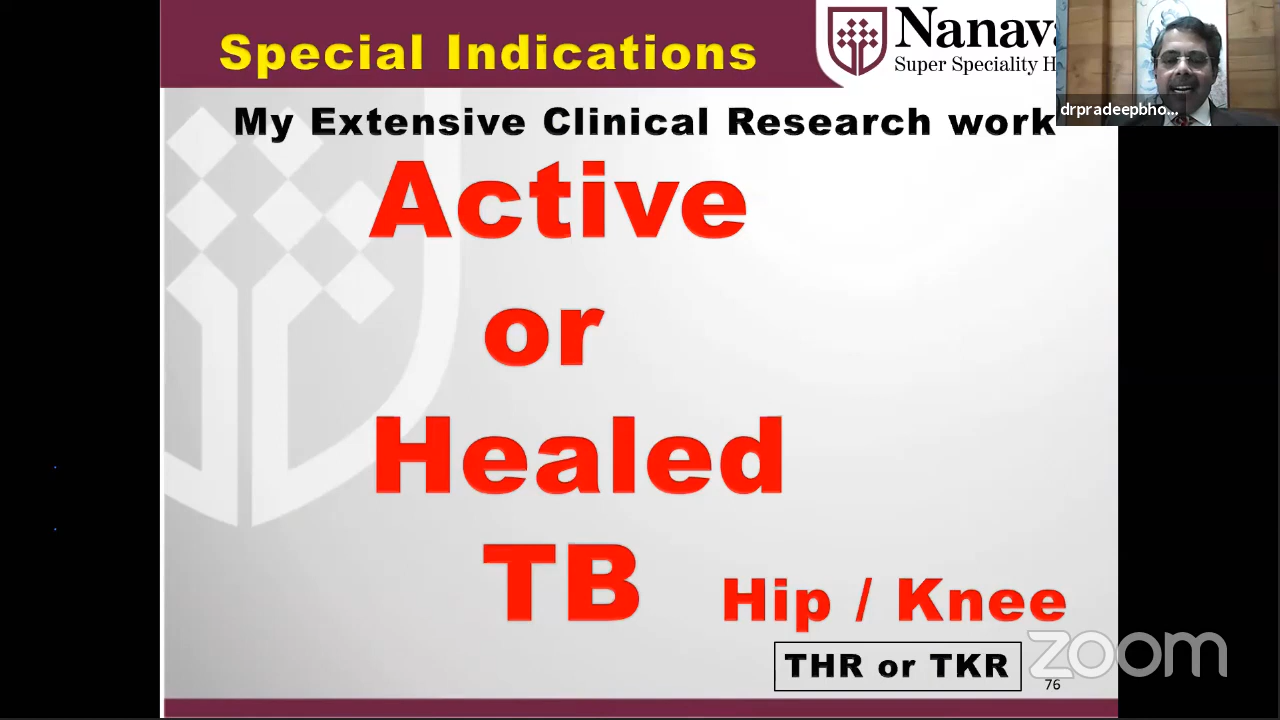 Special Indications
Nanava
Super Speciality H
drpradeepbho...
My Extensive Clinical Research work
Active
or
Healed
TB Hip / Knee
THR or TKR
zoom
76